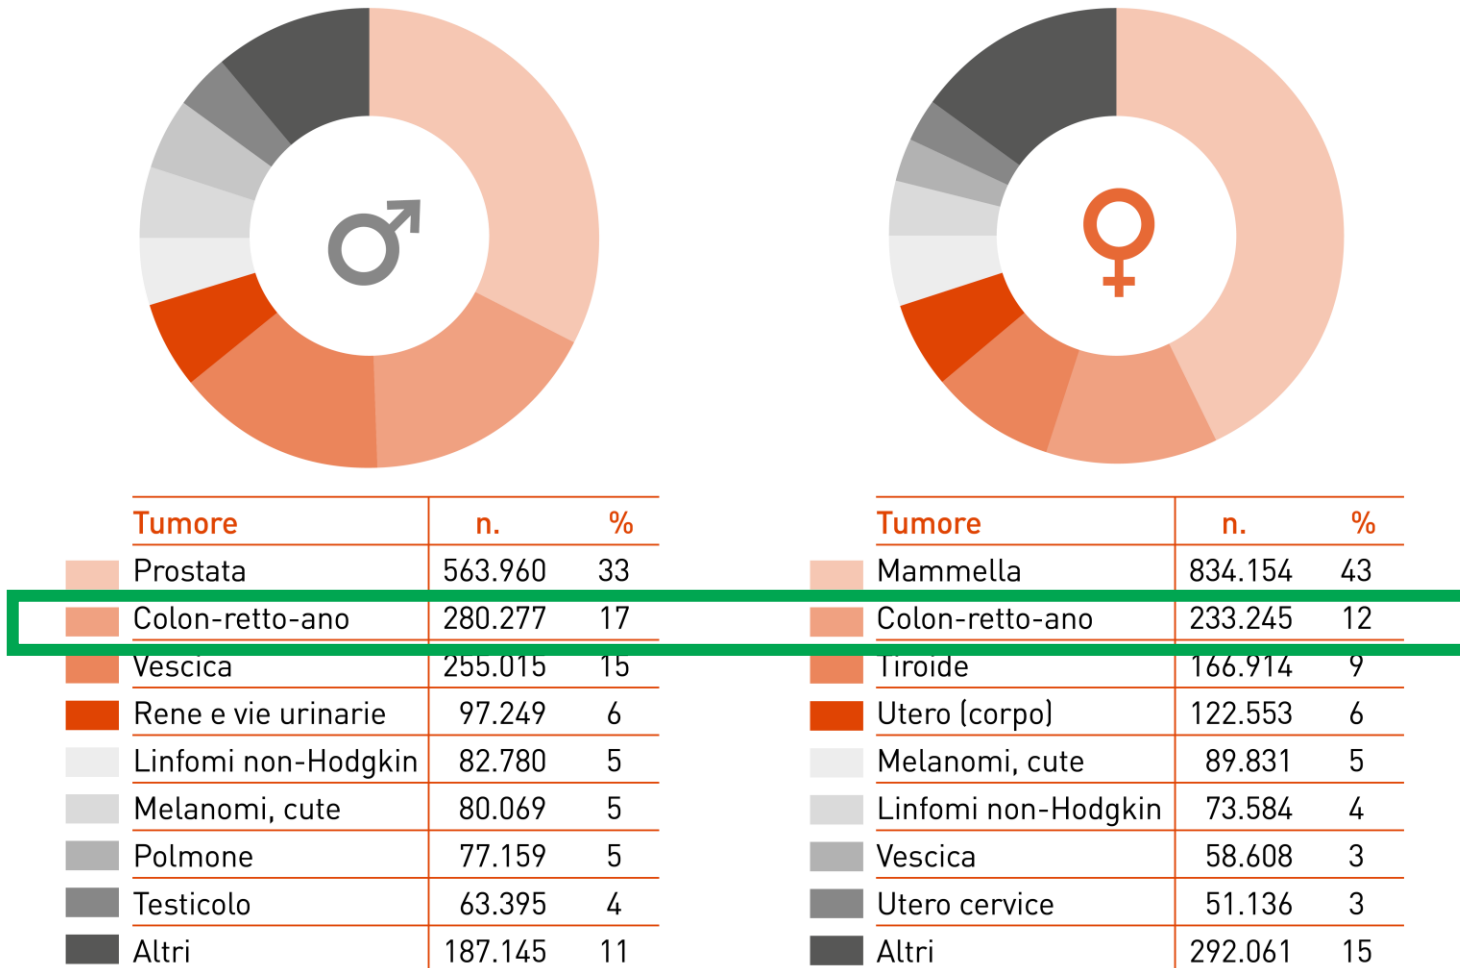 Tumore n. %
Prostata 563.960 33
Colon-retto-ano 280.277 17
Vescica 255.015 15
Rene e vie urinarie 97.249 6
Linfomi non-Hodgkin 82.780 5
Melanomi, cute 80.069 5
Polmone 77.159 5
Testicolo 63.395 4
Altri 187.145 11
Tumore n. %
Mammella 834.154 43
Colon-retto-ano 233.245 12
Tiroide 166.914 9
Utero (corpo) 122.553 6
Melanomi, cute 89.831 5
Linfomi non-Hodgkin 73.584 4
Vescica 58.608 3
Utero cervice 51.136 3
Altri 292.061 15